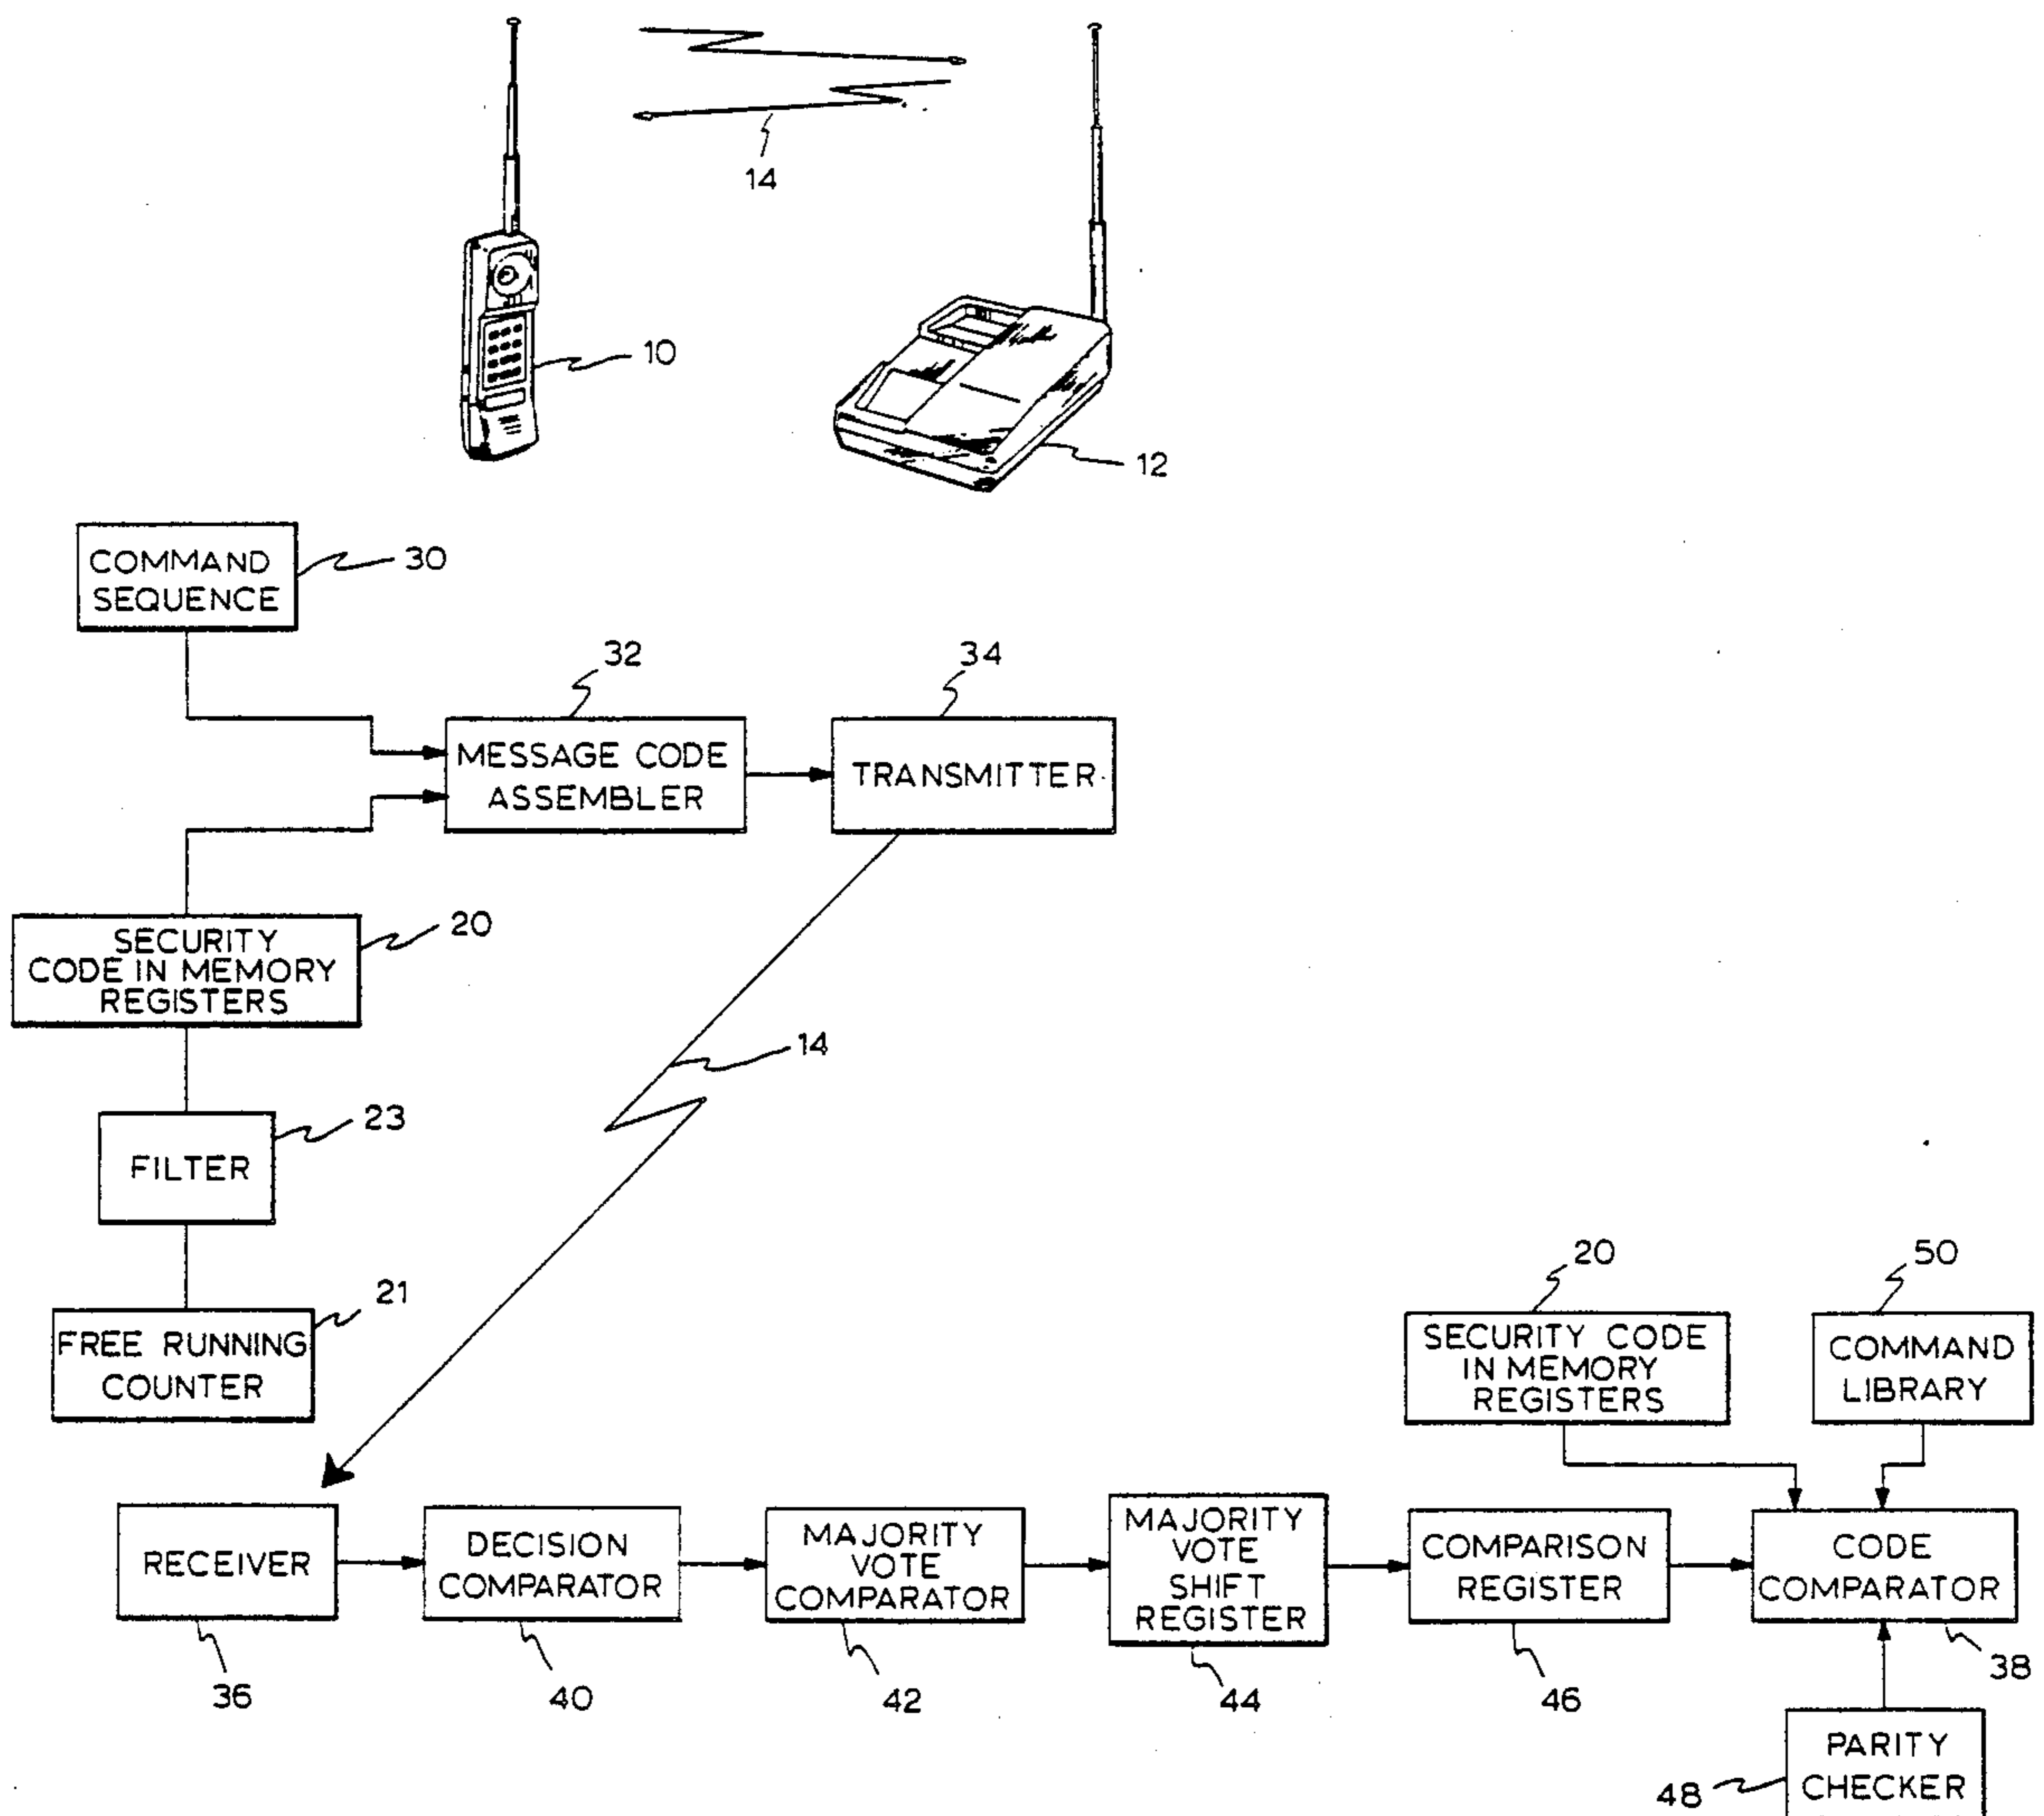 14
10
12
COMMAND
SEQUENCE
30
32
34
MESSAGE CODE
ASSEMBLER
TRANSMITTER
20
SECURITY
CODE IN MEMORY
REGISTERS
14
23
FILTER
21
FREE RUNNING
COUNTER
20
50
SECURITY CODE
IN MEMORY
REGISTERS
COMMAND
LIBRARY
RECEIVER
DECISION
COMPARATOR
MAJORITY
VOTE
COMPARATOR
MAJORITY
VOTE
SHIFT
REGISTER
COMPARISON
REGISTER
CODE
COMPARATOR
36
40
42
44
46
38
PARITY
CHECKER
48